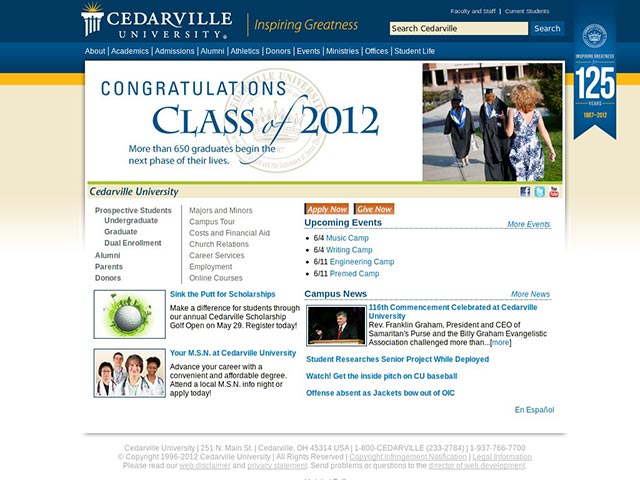 CEDARVILLE
UNIVERSITY®
Inspiring Greatness
Faculty and Staff | Current Students
Search Cedarville
Search
About | Academics | Admissions | Alumni | Athletics | Donors | Events | Ministries | Offices | Student Life
INSPIRING GREATNESS
for
125
YEARS
1887–2012
CONGRATULATIONS
CLASS of 2012
More than 650 graduates begin the
next phase of their lives.
Cedarville University
Prospective Students
Undergraduate
Graduate
Dual Enrollment
Alumni
Parents
Donors
Majors and Minors
Campus Tour
Costs and Financial Aid
Church Relations
Career Services
Employment
Online Courses
Apply Now
Give Now
Upcoming Events
More Events
6/4 Music Camp
6/4 Writing Camp
6/11 Engineering Camp
6/11 Premed Camp
Sink the Putt for Scholarships
Make a difference for students through
our annual Cedarville Scholarship
Golf Open on May 29. Register today!
Your M.S.N. at Cedarville University
Advance your career with a
convenient and affordable degree.
Attend a local M.S.N. info night or
apply today!
Campus News
More News
116th Commencement Celebrated at Cedarville
University
Rev. Franklin Graham, President and CEO of
Samaritan's Purse and the Billy Graham Evangelistic
Association challenged more than...[more]
Student Researches Senior Project While Deployed
Watch! Get the inside pitch on CU baseball
Offense absent as Jackets bow out of OIC
En Español
Cedarville University | 251 N. Main St. | Cedarville, OH 45314 USA | 1-800-CEDARVILLE (233-2784) | 1-937-766-7700
© Copyright 1996-2012 Cedarville University | All Rights Reserved | Copyright Infringement Notification | Legal Information
Please read our web disclaimer and privacy statement. Send problems or questions to the director of web development.